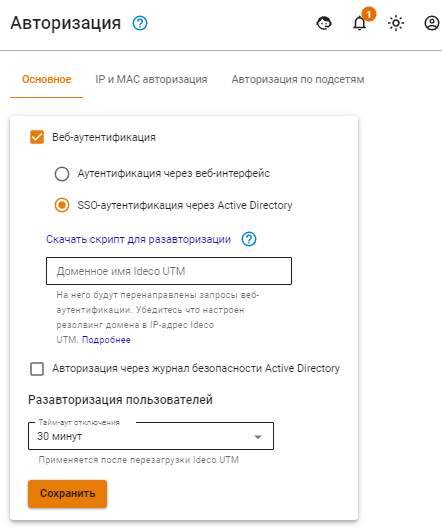 Авторизация
1
Основное
IP и MAC авторизация
Авторизация по подсетям
Веб-аутентификация
Аутентификация через веб-интерфейс
SSO-аутентификация через Active Directory
Скачать скрипт для разавторизации
Доменное имя Ideco UTM
На него будут перенаправлены запросы веб-
аутентификации. Убедитесь что настроен
резолвинг домена в IP-адрес Ideco
UTM. Подробнее
Авторизация через журнал безопасности Active Directory
Разавторизация пользователей
Тайм-аут отключения
30 минут
Применяется после перезагрузки Ideco UTM
Сохранить